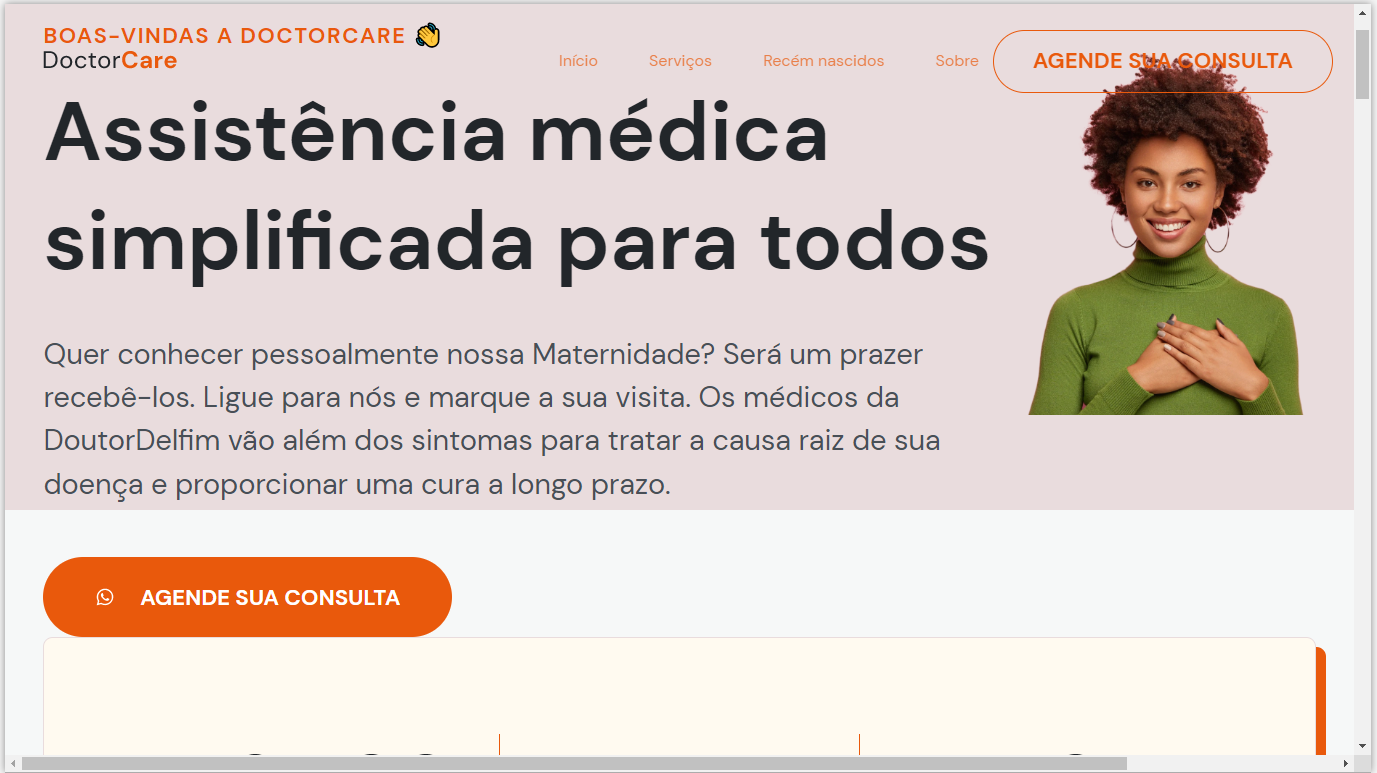 BOAS-VINDAS A DOCTORCARE 👋
DoctorCare
Início
Serviços
Recém nascidos
Sobre
AGENDE SUA CONSULTA
Assistência médica
simplificada para todos
Quer conhecer pessoalmente nossa Maternidade? Será um prazer
recebê-los. Ligue para nós e marque a sua visita. Os médicos da
DoutorDelfim vão além dos sintomas para tratar a causa raiz de sua
doença e proporcionar uma cura a longo prazo.
AGENDE SUA CONSULTA